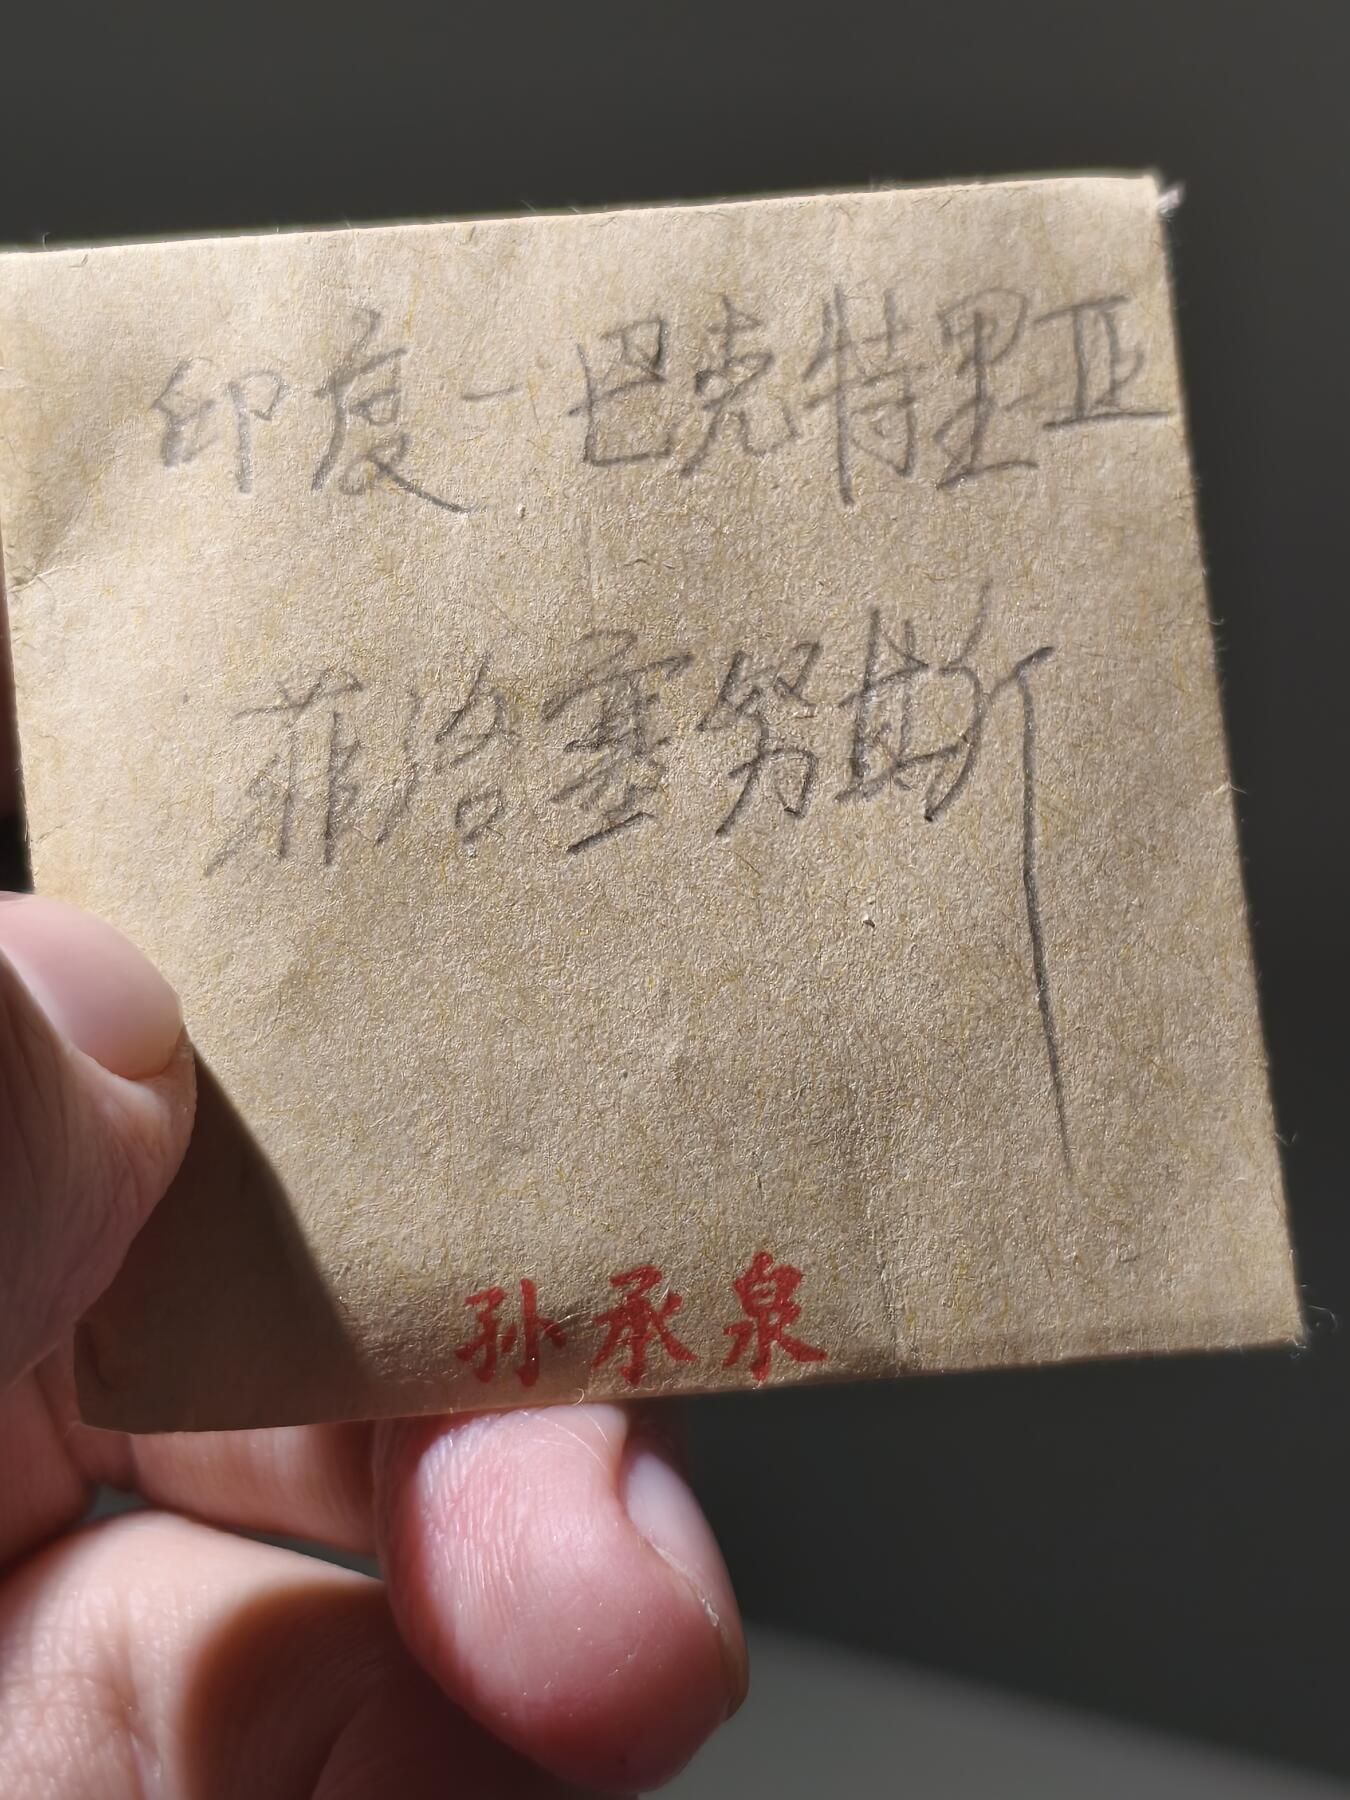 印度-巴克特里亚
菲洛塞努斯
孙承泉